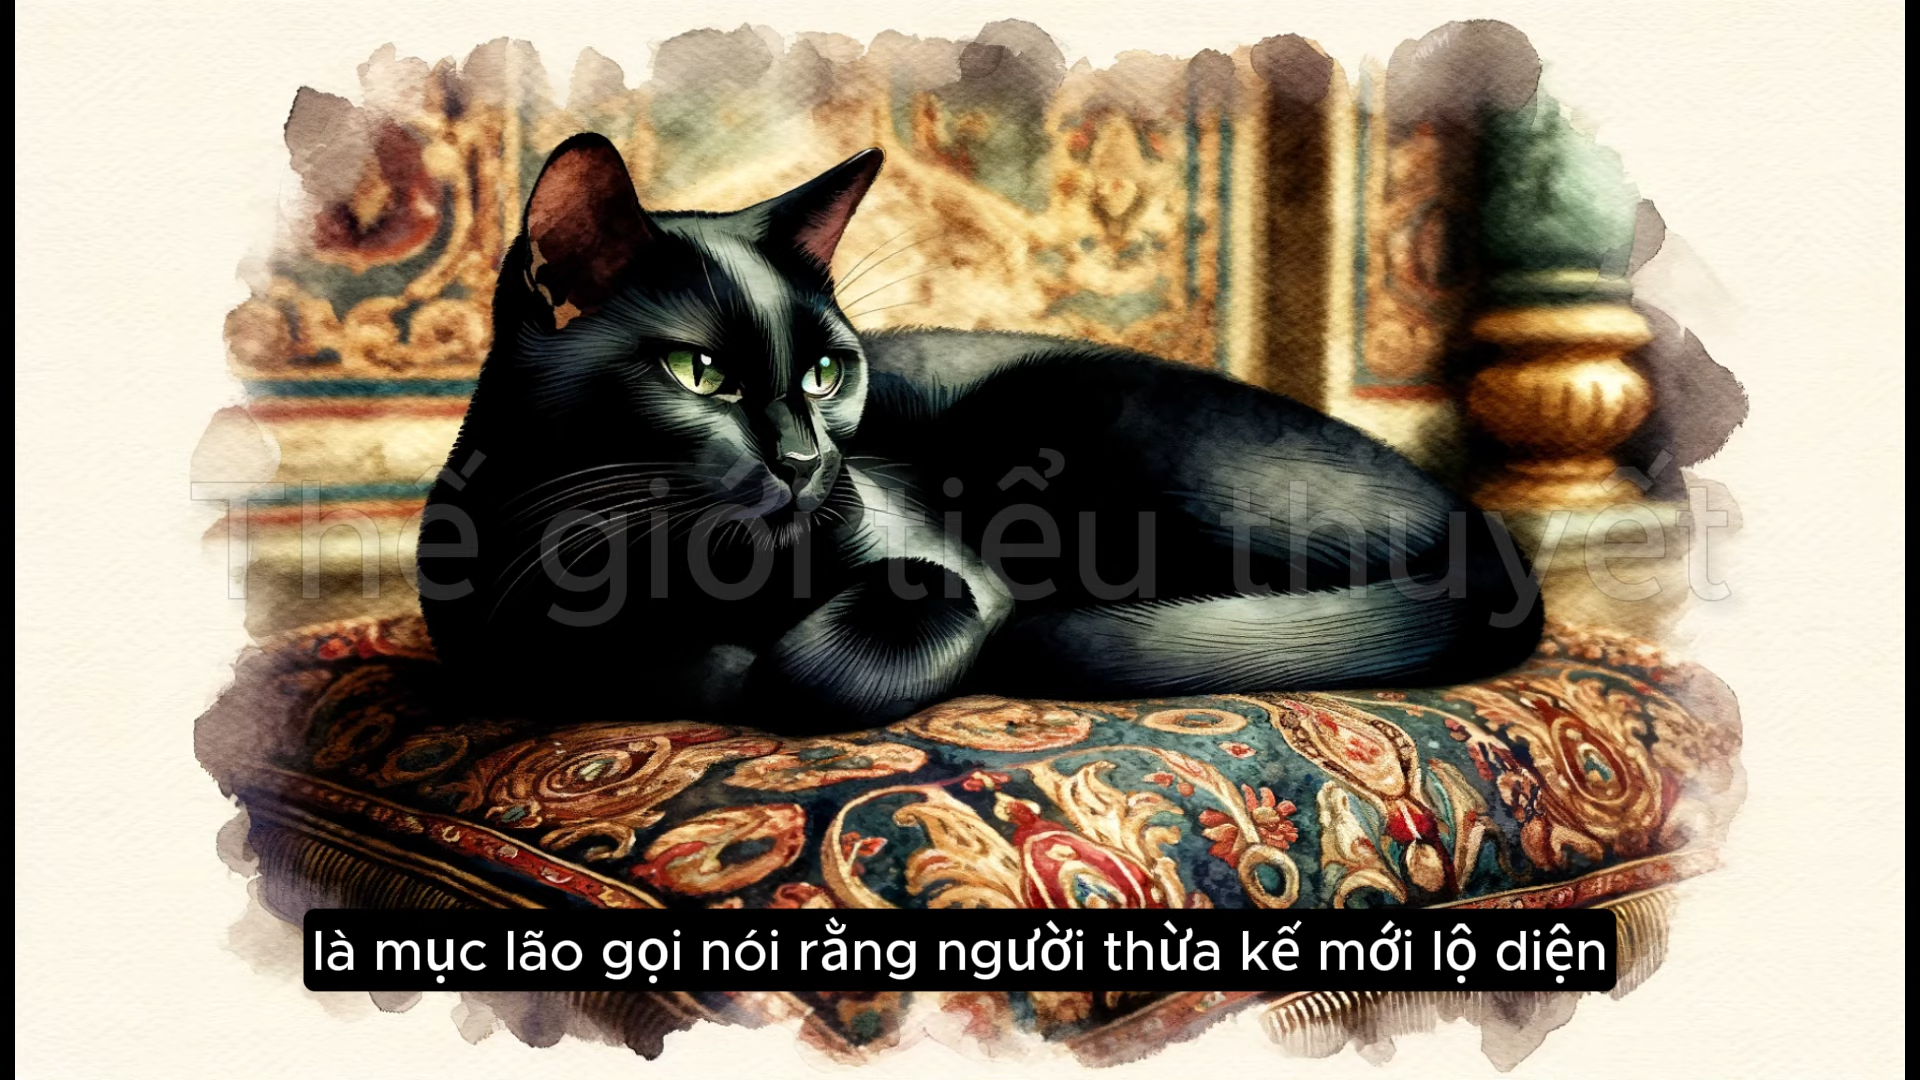 Thế giới tiểu thuyết
là mục lão gọi nói rằng người thừa kế mới lộ diện